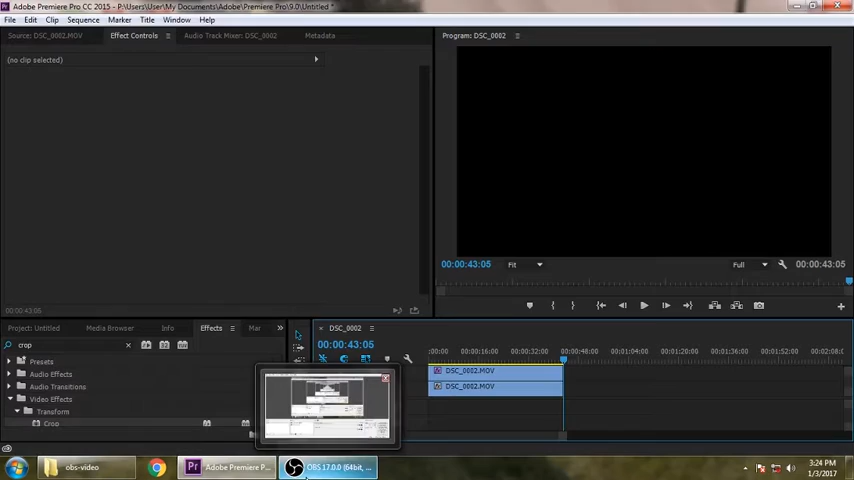 Adobe Premiere Pro CC 2015 - P:\Users\User\My Documents\Adobe\Premiere Pro\9.0\Untitled *
File Edit Clip Sequence Marker Title Window Help
Source: DSC_0002.MOV Effect Controls Audio Track Mixer: DSC_0002 Metadata
Program: DSC_0002
(no clip selected)
00:00:43:05 Fit Full 00:00:43:05
00:00:43:05
Project: Untitled Media Browser Info Effects Mar
DSC_0002
crop
00:00:43:05
:00:00 00:00:16:00 00:00:32:00 00:00:48:00 00:01:04:00 00:01:20:00 00:01:36:00 00:01:52:00 00:02:08:0
Presets
Audio Effects
Audio Transitions
Video Effects
Transform
Crop
DSC_0002.MOV
DSC_0002.MOV
obs-video
Adobe Premiere P...
OBS 17.0.0 (64bit, ...
3:24 PM
1/3/2017